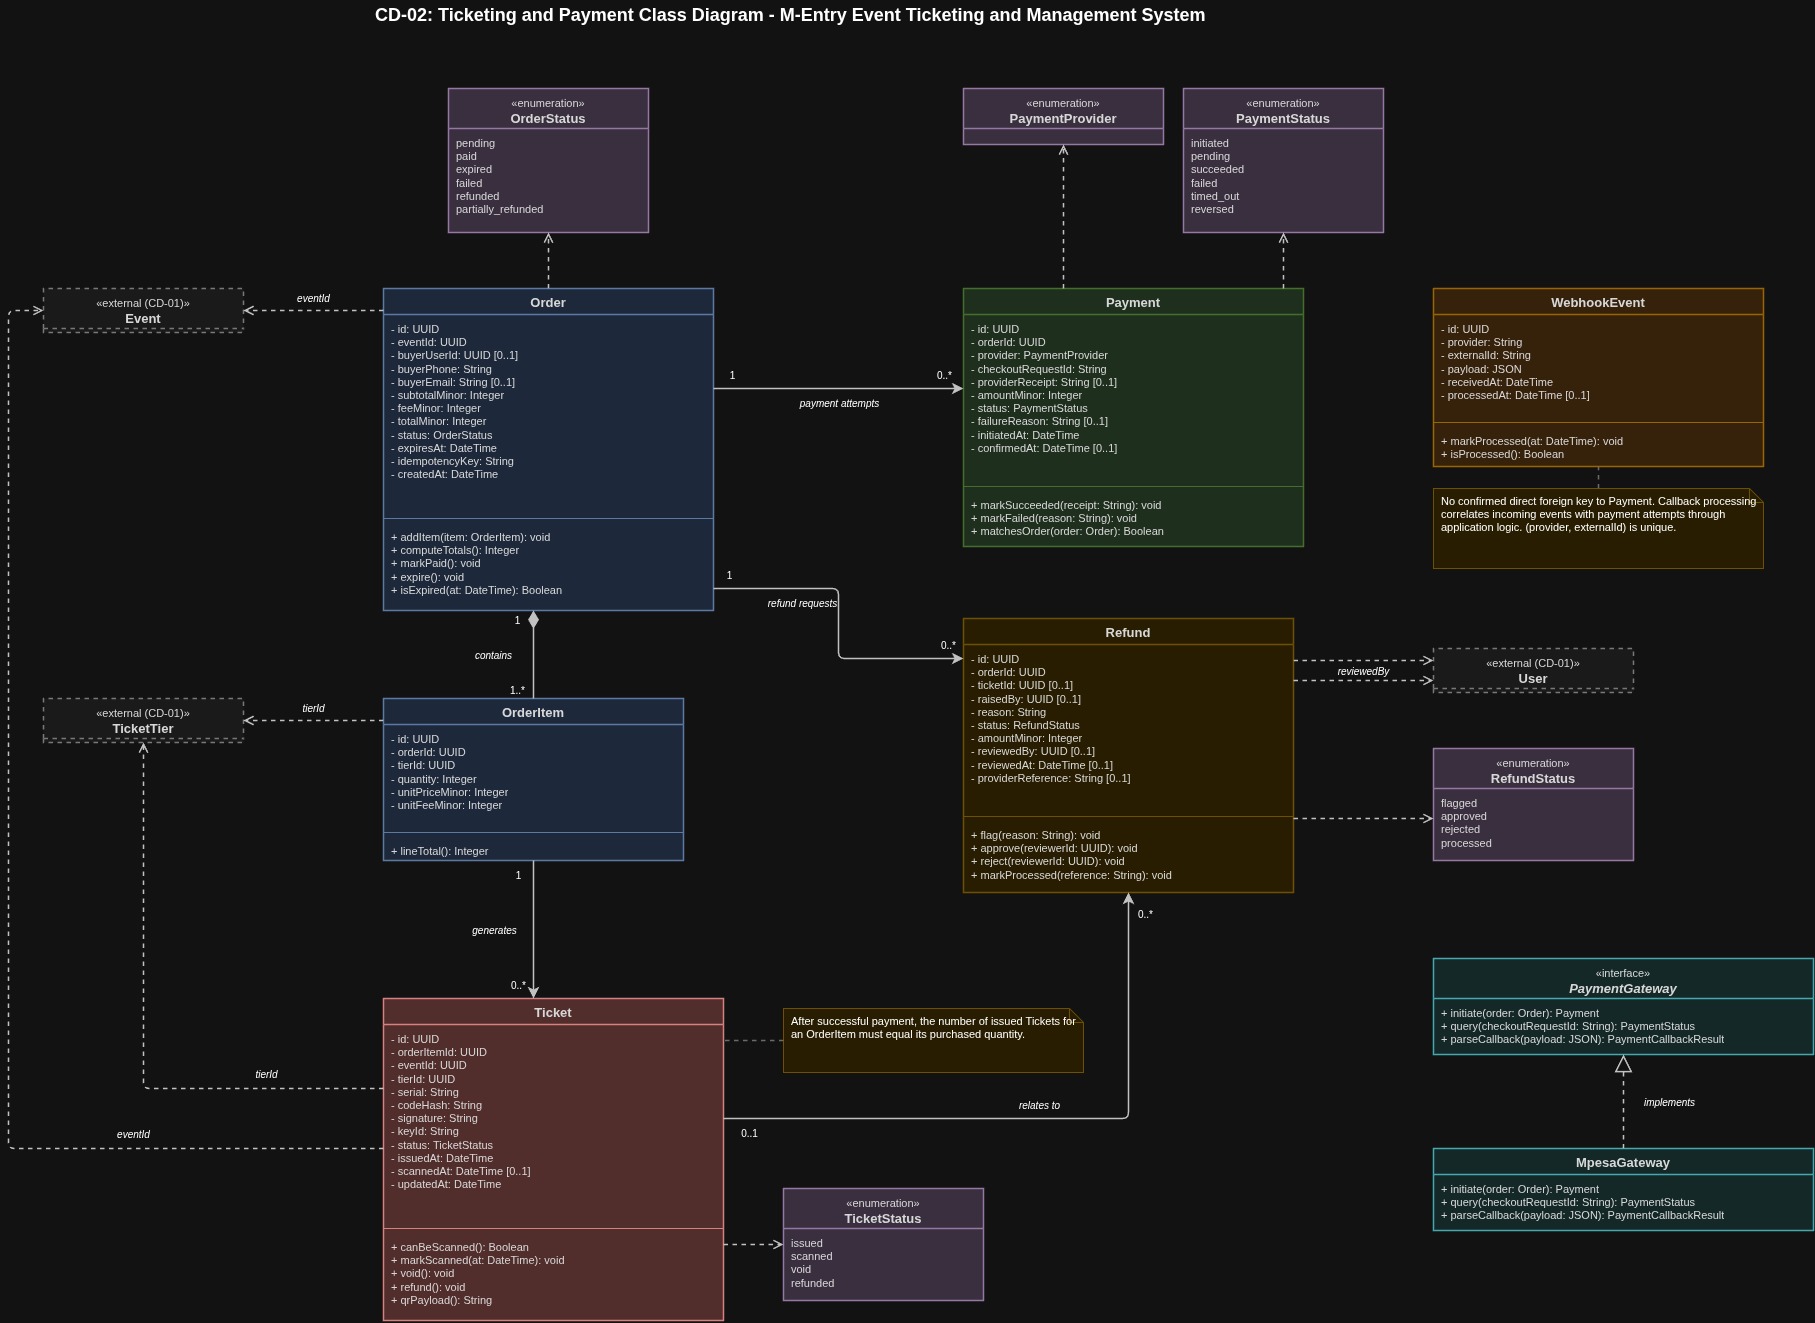 CD-02: Ticketing and Payment Class Diagram - M-Entry Event Ticketing and Management System
«enumeration»
OrderStatus
pending
paid
expired
failed
refunded
partially_refunded
«enumeration»
PaymentProvider
«enumeration»
PaymentStatus
initiated
pending
succeeded
failed
timed_out
reversed
«external (CD-01)»
Event
eventId
Order
- id: UUID
- eventId: UUID
- buyerUserId: UUID [0..1]
- buyerPhone: String
- buyerEmail: String [0..1]
- subtotalMinor: Integer
- feeMinor: Integer
- totalMinor: Integer
- status: OrderStatus
- expiresAt: DateTime
- idempotencyKey: String
- createdAt: DateTime
+ addItem(item: OrderItem): void
+ computeTotals(): Integer
+ markPaid(): void
+ expire(): void
+ isExpired(at: DateTime): Boolean
1
0..*
payment attempts
Payment
- id: UUID
- orderId: UUID
- provider: PaymentProvider
- checkoutRequestId: String
- providerReceipt: String [0..1]
- amountMinor: Integer
- status: PaymentStatus
- failureReason: String [0..1]
- initiatedAt: DateTime
- confirmedAt: DateTime [0..1]
+ markSucceeded(receipt: String): void
+ markFailed(reason: String): void
+ matchesOrder(order: Order): Boolean
WebhookEvent
- id: UUID
- provider: String
- externalId: String
- payload: JSON
- receivedAt: DateTime
- processedAt: DateTime [0..1]
+ markProcessed(at: DateTime): void
+ isProcessed(): Boolean
No confirmed direct foreign key to Payment. Callback processing
correlates incoming events with payment attempts through
application logic. (provider, externalId) is unique.
1
refund requests
0..*
1
contains
1..*
Refund
- id: UUID
- orderId: UUID
- ticketId: UUID [0..1]
- raisedBy: UUID [0..1]
- reason: String
- status: RefundStatus
- amountMinor: Integer
- reviewedBy: UUID [0..1]
- reviewedAt: DateTime [0..1]
- providerReference: String [0..1]
+ flag(reason: String): void
+ approve(reviewerId: UUID): void
+ reject(reviewerId: UUID): void
+ markProcessed(reference: String): void
reviewedBy
«external (CD-01)»
User
«external (CD-01)»
TicketTier
tierId
OrderItem
- id: UUID
- orderId: UUID
- tierId: UUID
- quantity: Integer
- unitPriceMinor: Integer
- unitFeeMinor: Integer
+ lineTotal(): Integer
«enumeration»
RefundStatus
flagged
approved
rejected
processed
1
generates
0..*
0..*
Ticket
- id: UUID
- orderItemId: UUID
- eventId: UUID
- tierId: UUID
- serial: String
- codeHash: String
- signature: String
- keyId: String
- status: TicketStatus
- issuedAt: DateTime
- scannedAt: DateTime [0..1]
- updatedAt: DateTime
+ canBeScanned(): Boolean
+ markScanned(at: DateTime): void
+ void(): void
+ refund(): void
+ qrPayload(): String
After successful payment, the number of issued Tickets for
an OrderItem must equal its purchased quantity.
tierId
eventId
relates to
0..1
«enumeration»
TicketStatus
issued
scanned
void
refunded
«interface»
PaymentGateway
+ initiate(order: Order): Payment
+ query(checkoutRequestId: String): PaymentStatus
+ parseCallback(payload: JSON): PaymentCallbackResult
implements
MpesaGateway
+ initiate(order: Order): Payment
+ query(checkoutRequestId: String): PaymentStatus
+ parseCallback(payload: JSON): PaymentCallbackResult